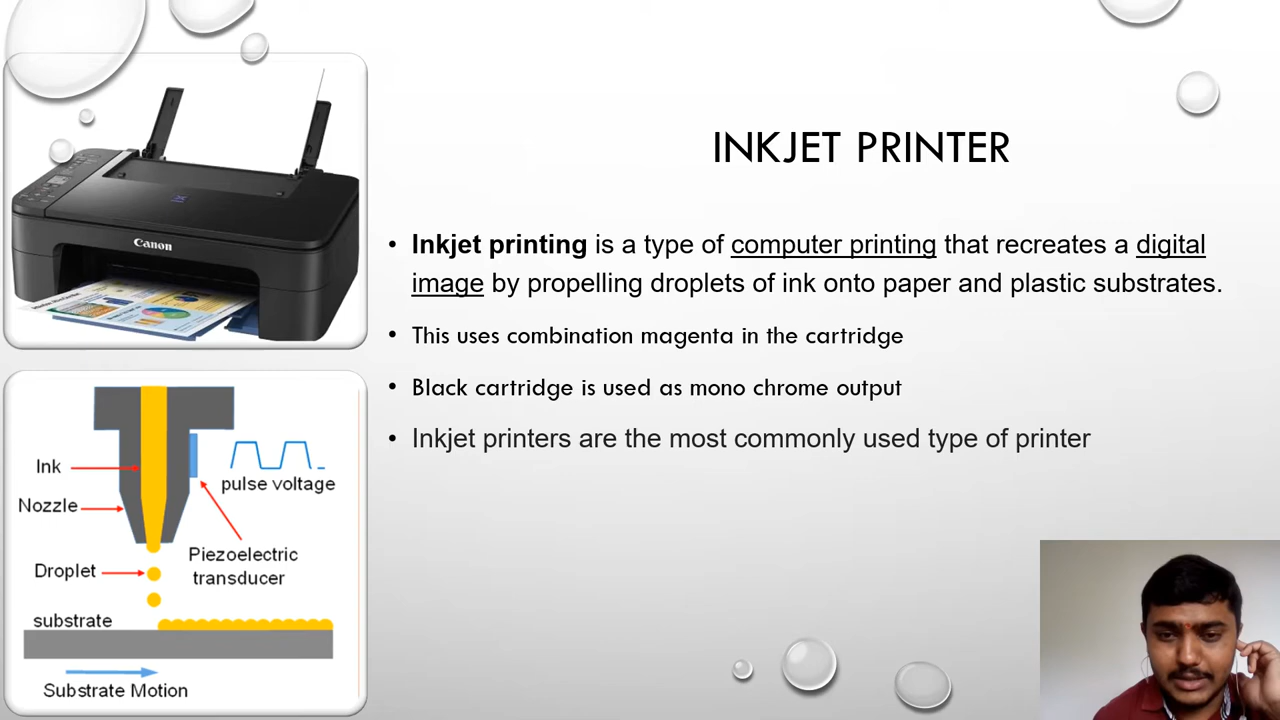 INKJET PRINTER
Canon
• Inkjet printing is a type of computer printing that recreates a digital
image by propelling droplets of ink onto paper and plastic substrates.
• This uses combination magenta in the cartridge
• Black cartridge is used as mono chrome output
• Inkjet printers are the most commonly used type of printer
Ink
pulse voltage
Nozzle
Piezoelectric
transducer
Droplet
substrate
Substrate Motion